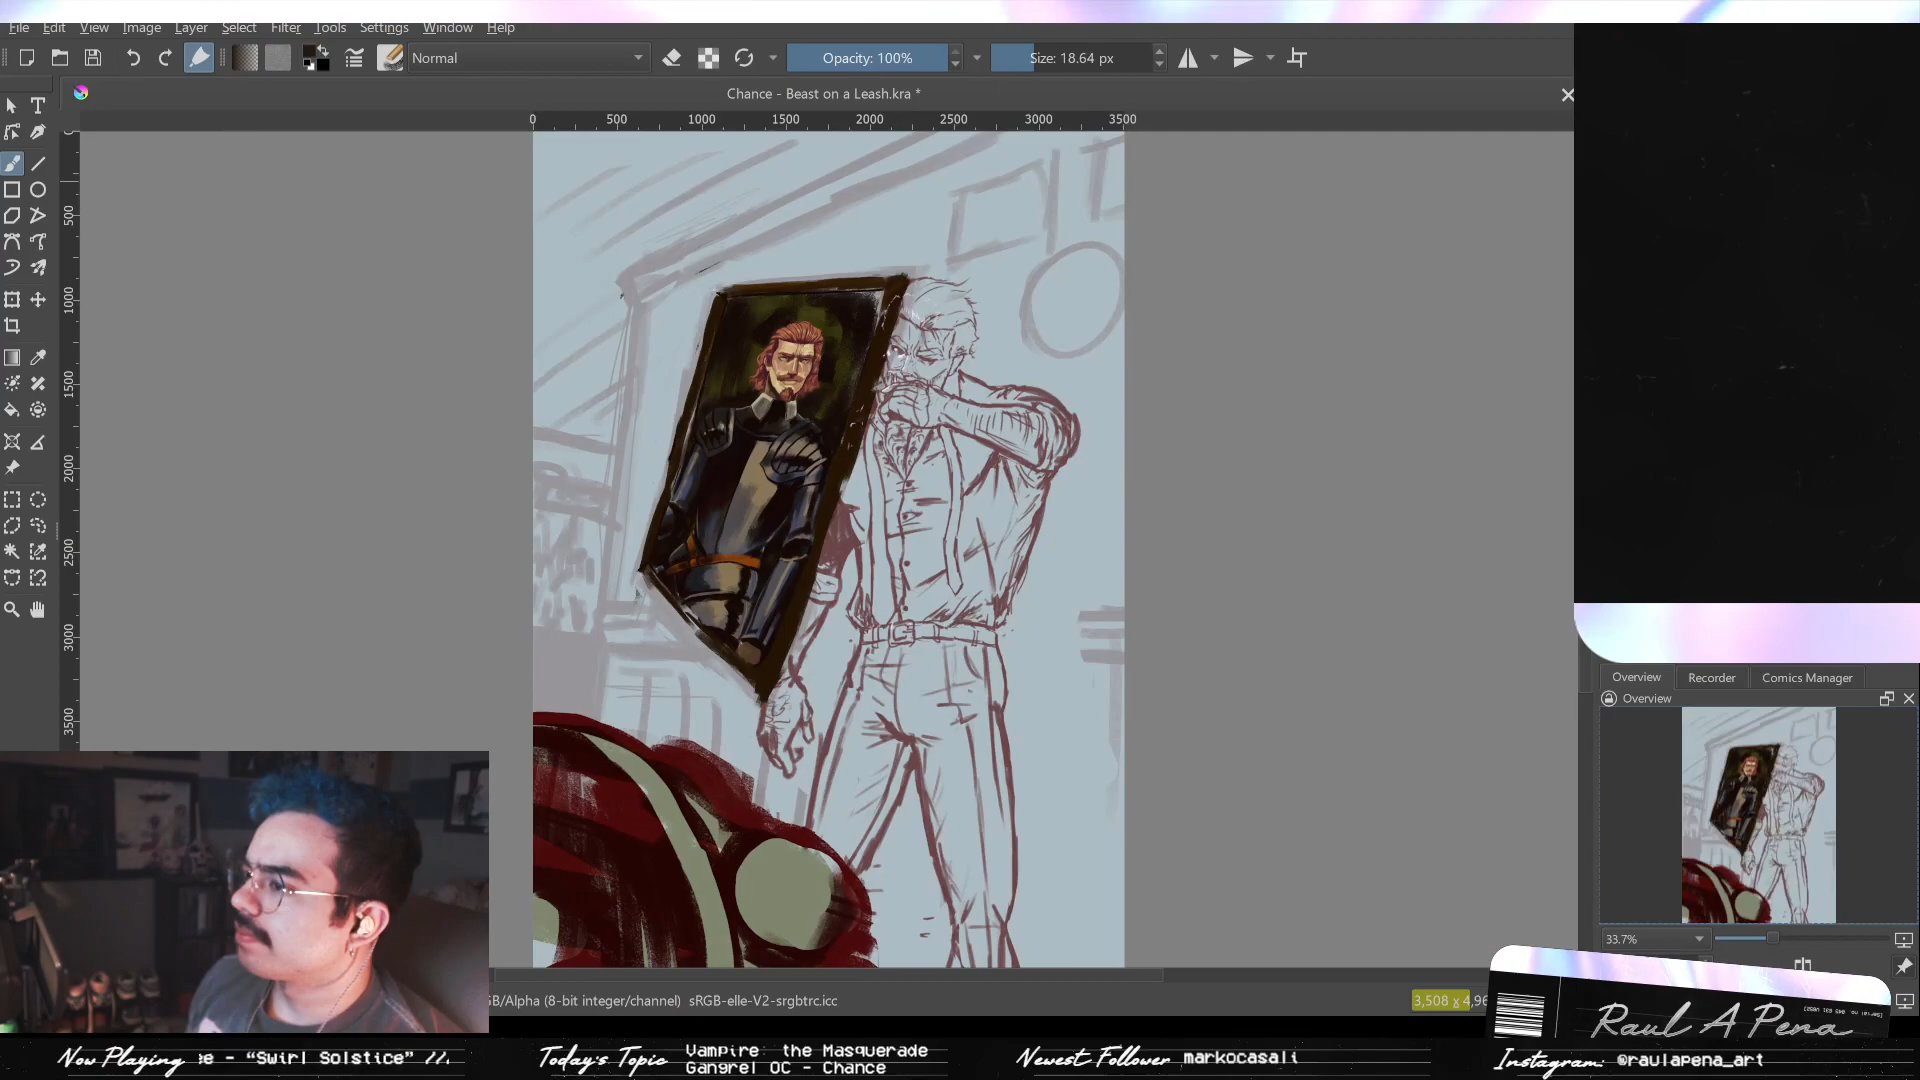 File Edit View Image Layer Select Filter Tools Settings Window Help
Normal
Opacity: 100%
Size: 18.64 px
Chance - Beast on a Leash.kra *
0 500 1000 1500 2000 2500 3000 3500
500
1000
1500
2000
2500
3000
3500
Overview Recorder Comics Manager
Overview
33.7%
GB/Alpha (8-bit integer/channel) sRGB-elle-V2-srgbtrc.icc
3,508 x 4,96
Raul A Pena
Now Playing
e - "Swirl Solstice" //.
Today's Topic
Vampire: the Masquerade
Gangrel OC - Chance
Newest Follower markocasali
Instagram: @raulapena_art